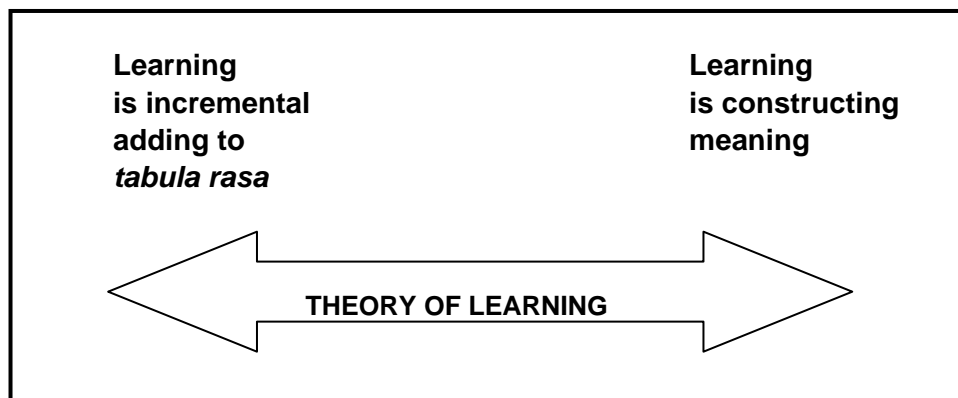 Learning
is incremental
adding to
tabula rasa
Learning
is constructing
meaning
THEORY OF LEARNING